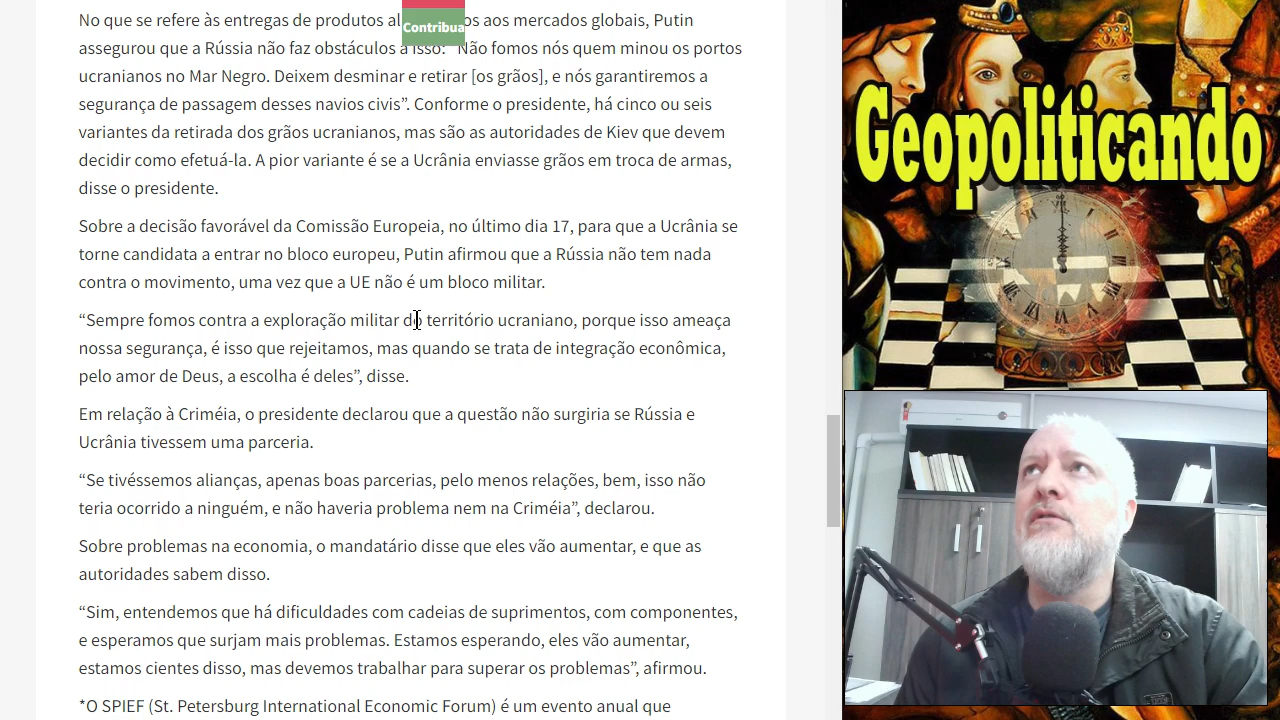 No que se refere às entregas de produtos al os aos mercados globais, Putin
Contribua
assegurou que a Rússia não faz obstáculos a isso: “Não fomos nós quem minou os portos
ucranianos no Mar Negro. Deixem desminar e retirar [os grãos], e nós garantiremos a
segurança de passagem desses navios civis”. Conforme o presidente, há cinco ou seis
variantes da retirada dos grãos ucranianos, mas são as autoridades de Kiev que devem
decidir como efetuá-la. A pior variante é se a Ucrânia enviasse grãos em troca de armas,
disse o presidente.
Sobre a decisão favorável da Comissão Europeia, no último dia 17, para que a Ucrânia se
torne candidata a entrar no bloco europeu, Putin afirmou que a Rússia não tem nada
contra o movimento, uma vez que a UE não é um bloco militar.
“Sempre fomos contra a exploração militar do território ucraniano, porque isso ameaça
nossa segurança, é isso que rejeitamos, mas quando se trata de integração econômica,
pelo amor de Deus, a escolha é deles”, disse.
Em relação à Criméia, o presidente declarou que a questão não surgiria se Rússia e
Ucrânia tivessem uma parceria.
“Se tivéssemos alianças, apenas boas parcerias, pelo menos relações, bem, isso não
teria ocorrido a ninguém, e não haveria problema nem na Criméia”, declarou.
Sobre problemas na economia, o mandatário disse que eles vão aumentar, e que as
autoridades sabem disso.
“Sim, entendemos que há dificuldades com cadeias de suprimentos, com componentes,
e esperamos que surjam mais problemas. Estamos esperando, eles vão aumentar,
estamos cientes disso, mas devemos trabalhar para superar os problemas”, afirmou.
*O SPIEF (St. Petersburg International Economic Forum) é um evento anual que
Geopoliticando